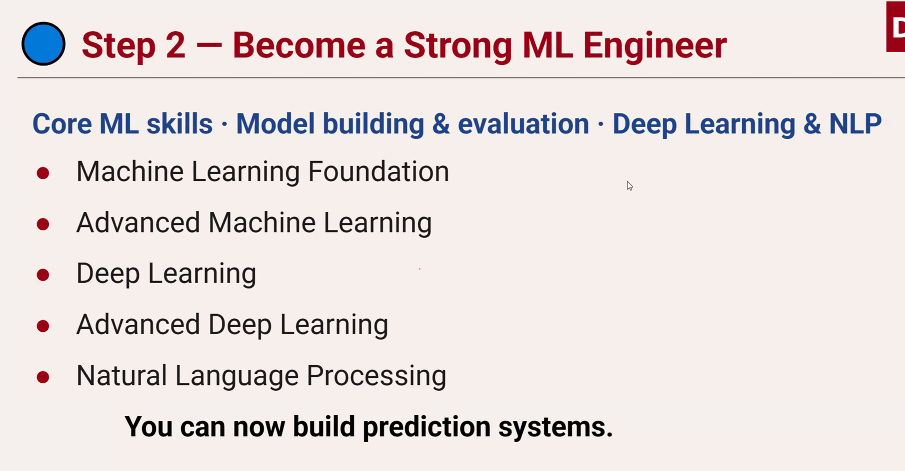 Step 2 — Become a Strong ML Engineer
D
Core ML skills · Model building & evaluation · Deep Learning & NLP
● Machine Learning Foundation
● Advanced Machine Learning
● Deep Learning
● Advanced Deep Learning
● Natural Language Processing
You can now build prediction systems.